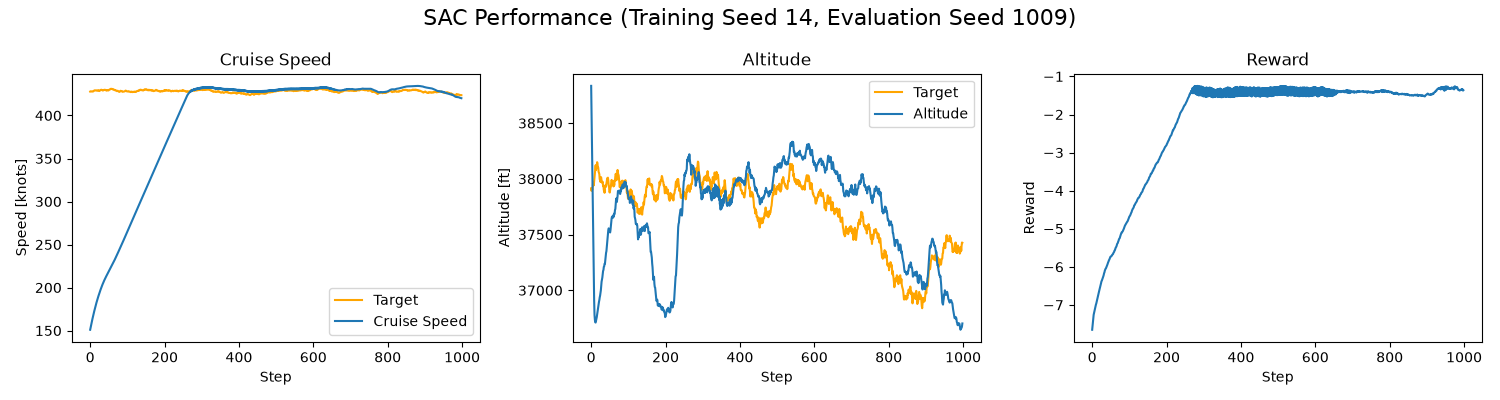 SAC Performance (Training Seed 14, Evaluation Seed 1009)
Cruise Speed
Speed [knots]
400
350
300
250
200
150
0
200
400
600
800
1000
Step
Target
Cruise Speed
Altitude
Altitude [ft]
38500
38000
37500
37000
0
200
400
600
800
1000
Step
Target
Altitude
Reward
Reward
−1
−2
−3
−4
−5
−6
−7
0
200
400
600
800
1000
Step